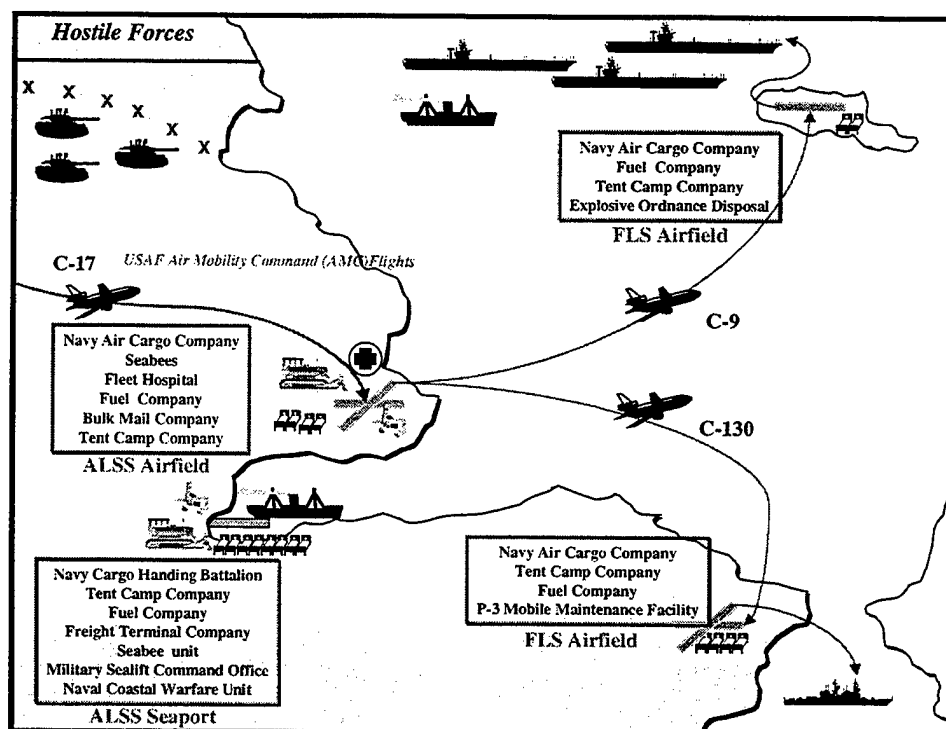 Hostile Forces
X X X X X
Navy Air Cargo Company
Fuel Company
Tent Camp Company
Explosive Ordnance Disposal
FLS Airfield
C-17
USAF Air Mobility Command (AMC)Flights
C-9
Navy Air Cargo Company
Seabees
Fleet Hospital
Fuel Company
Bulk Mail Company
Tent Camp Company
ALSS Airfield
C-130
Navy Cargo Handing Battalion
Tent Camp Company
Fuel Company
Freight Terminal Company
Seabee unit
Military Sealift Command Office
Naval Coastal Warfare Unit
ALSS Seaport
Navy Air Cargo Company
Tent Camp Company
Fuel Company
P-3 Mobile Maintenance Facility
FLS Airfield